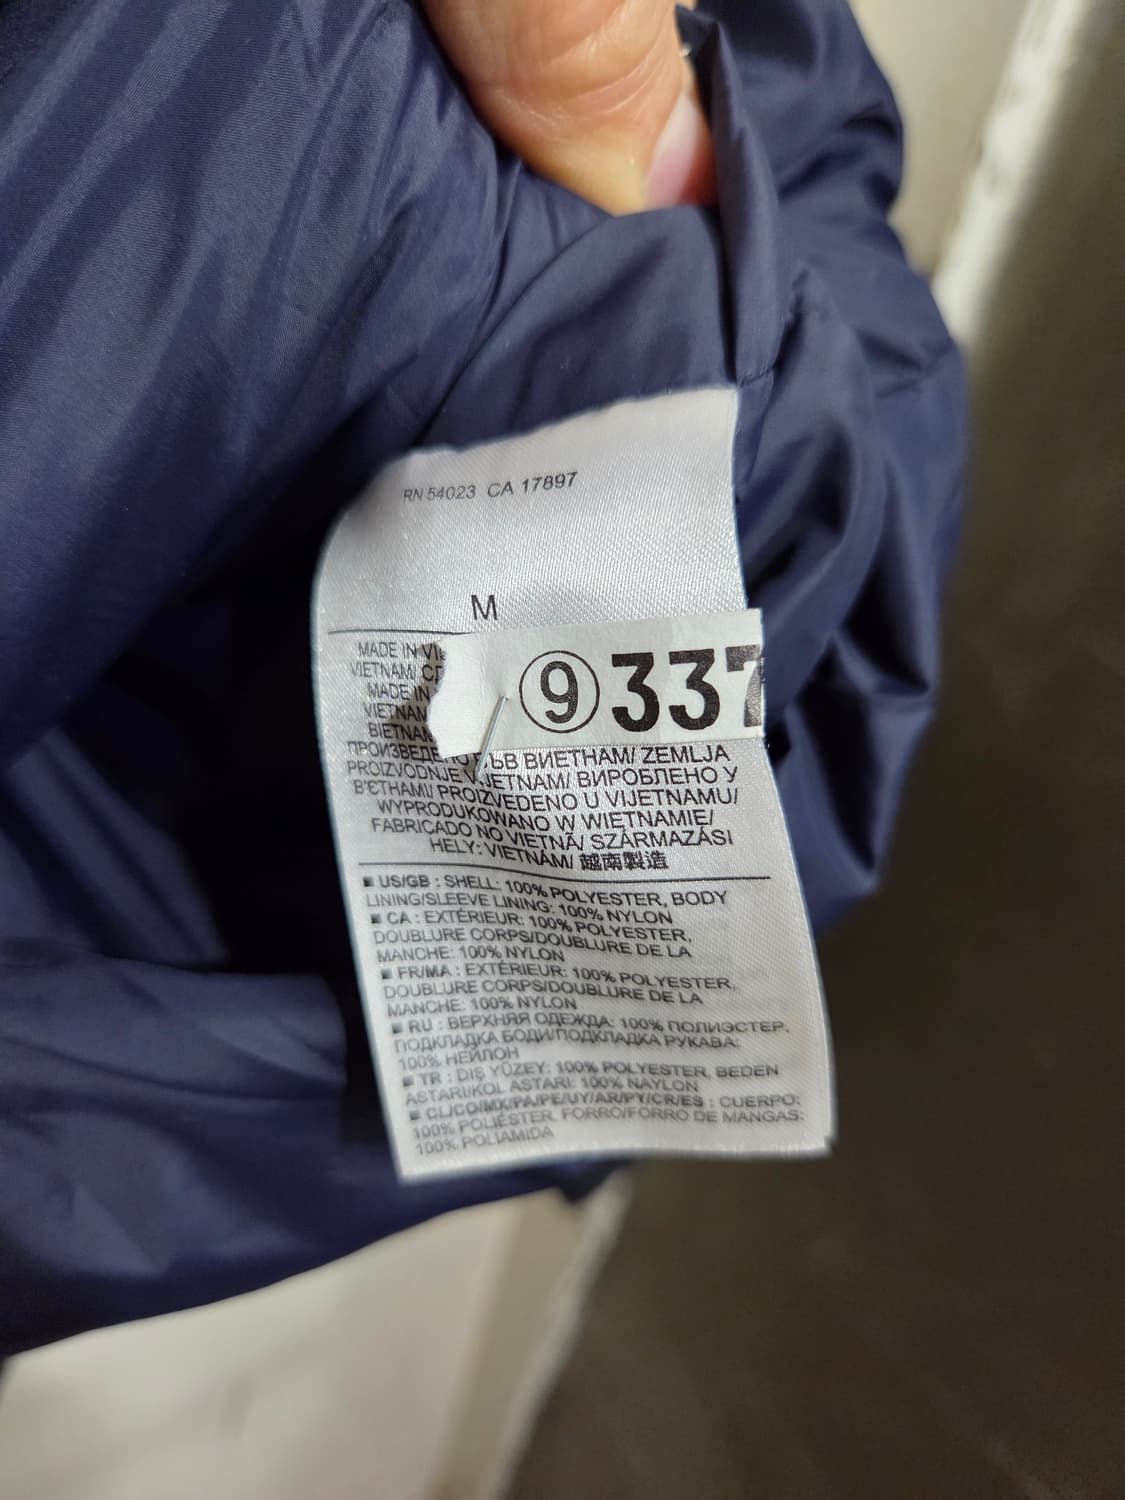 RN 54023 CA 17897
M
⑨337
MADE IN
VIETNAM/
MADE IN
VIETNAM
ВІЕТNАМ
ПРОИЗВЕДЕНО ВЪВ ВИЕТНАМ/ ZEMLJA
PROIZVODNJE VIJETNAM/ ВИРОБЛЕНО У
В'ЄТНАМІ/ PROIZVEDENO U VIJETNAMU/
WYPRODUKOWANO W WIETNAMIE/
FABRICADO NO VIETNÃ/ SZÁRMAZÁSI
HELY: VIETNÁM/ 越南製造
■ US/GB : SHELL: 100% POLYESTER, BODY
LINING/SLEEVE LINING: 100% NYLON
■ CA : EXTÉRIEUR: 100% POLYESTER,
DOUBLURE CORPS/DOUBLURE DE LA
MANCHE: 100% NYLON
■ FR/MA : EXTÉRIEUR: 100% POLYESTER,
DOUBLURE CORPS/DOUBLURE DE LA
MANCHE: 100% NYLON
■ RU : ВЕРХНЯЯ ОДЕЖДА: 100% ПОЛИЭСТЕР,
ПОДКЛАДКА БОДИ/ПОДКЛАДКА РУКАВА:
100% НЕЙЛОН
■ TR : DIŞ YÜZEY: 100% POLYESTER, BEDEN
ASTARI/KOL ASTARI: 100% NAYLON
■ CL/CO/MX/PA/PE/UY/AR/PY/CR/ES : CUERPO:
100% POLIÉSTER, FORRO/FORRO DE MANGAS:
100% POLIAMIDA